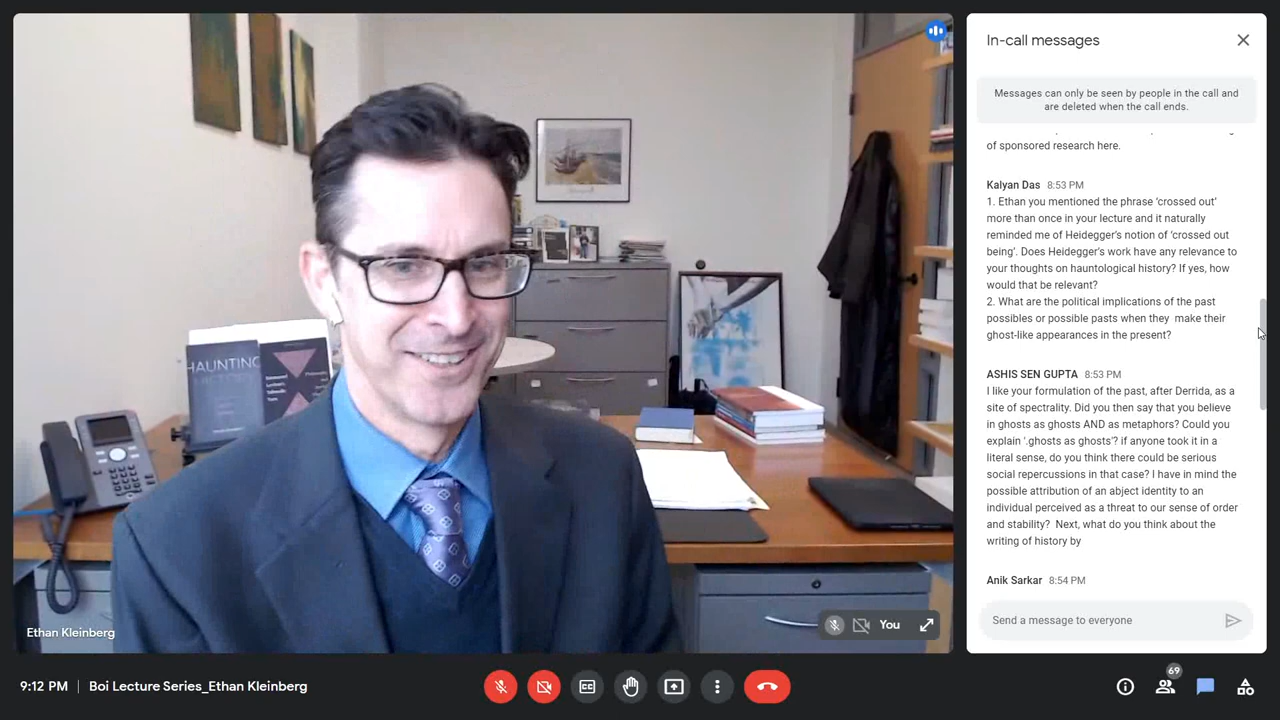 In-call messages
Messages can only be seen by people in the call and
are deleted when the call ends.
of sponsored research here.
Kalyan Das 8:53 PM
1. Ethan you mentioned the phrase ‘crossed out’
more than once in your lecture and it naturally
reminded me of Heidegger's notion of ‘crossed out
being’. Does Heidegger's work have any relevance to
your thoughts on hauntological history? If yes, how
would that be relevant?
2. What are the political implications of the past
possibles or possible pasts when they make their
ghost-like appearances in the present?
ASHIS SEN GUPTA 8:53 PM
I like your formulation of the past, after Derrida, as a
site of spectrality. Did you then say that you believe
in ghosts as ghosts AND as metaphors? Could you
explain '.ghosts as ghosts'? if anyone took it in a
literal sense, do you think there could be serious
social repercussions in that case? I have in mind the
possible attribution of an abject identity to an
individual perceived as a threat to our sense of order
and stability? Next, what do you think about the
writing of history by
Anik Sarkar 8:54 PM
Send a message to everyone
HAUNTING
HISTORY
Ethan Kleinberg
You
9:12 PM | Boi Lecture Series_Ethan Kleinberg
69